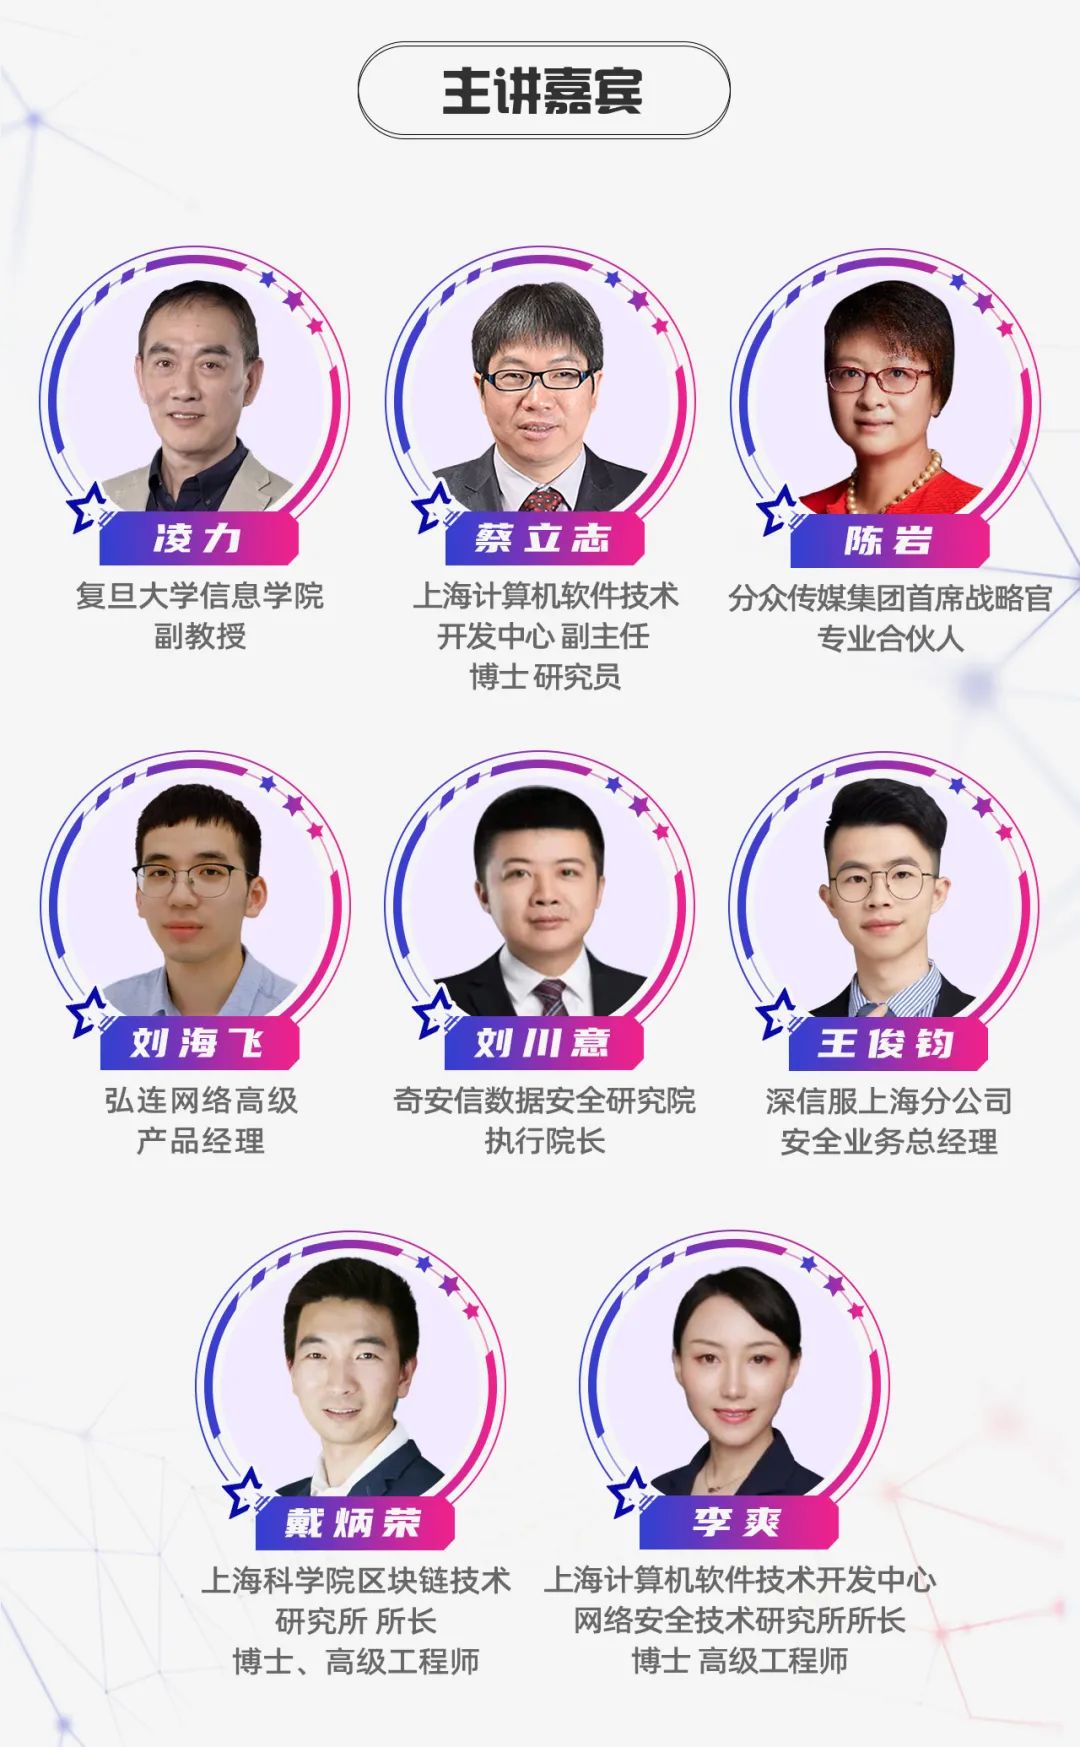 主讲嘉宾
凌力
复旦大学信息学院
副教授
蔡立志
上海计算机软件技术
开发中心 副主任
博士 研究员
陈岩
分众传媒集团首席战略官
专业合伙人
刘海飞
弘连网络高级
产品经理
刘川意
奇安信数据安全研究院
执行院长
王俊钧
深信服上海分公司
安全业务总经理
戴炳荣
上海科学院区块链技术
研究所 所长
博士、高级工程师
李爽
上海计算机软件技术开发中心
网络安全技术研究所所长
博士 高级工程师